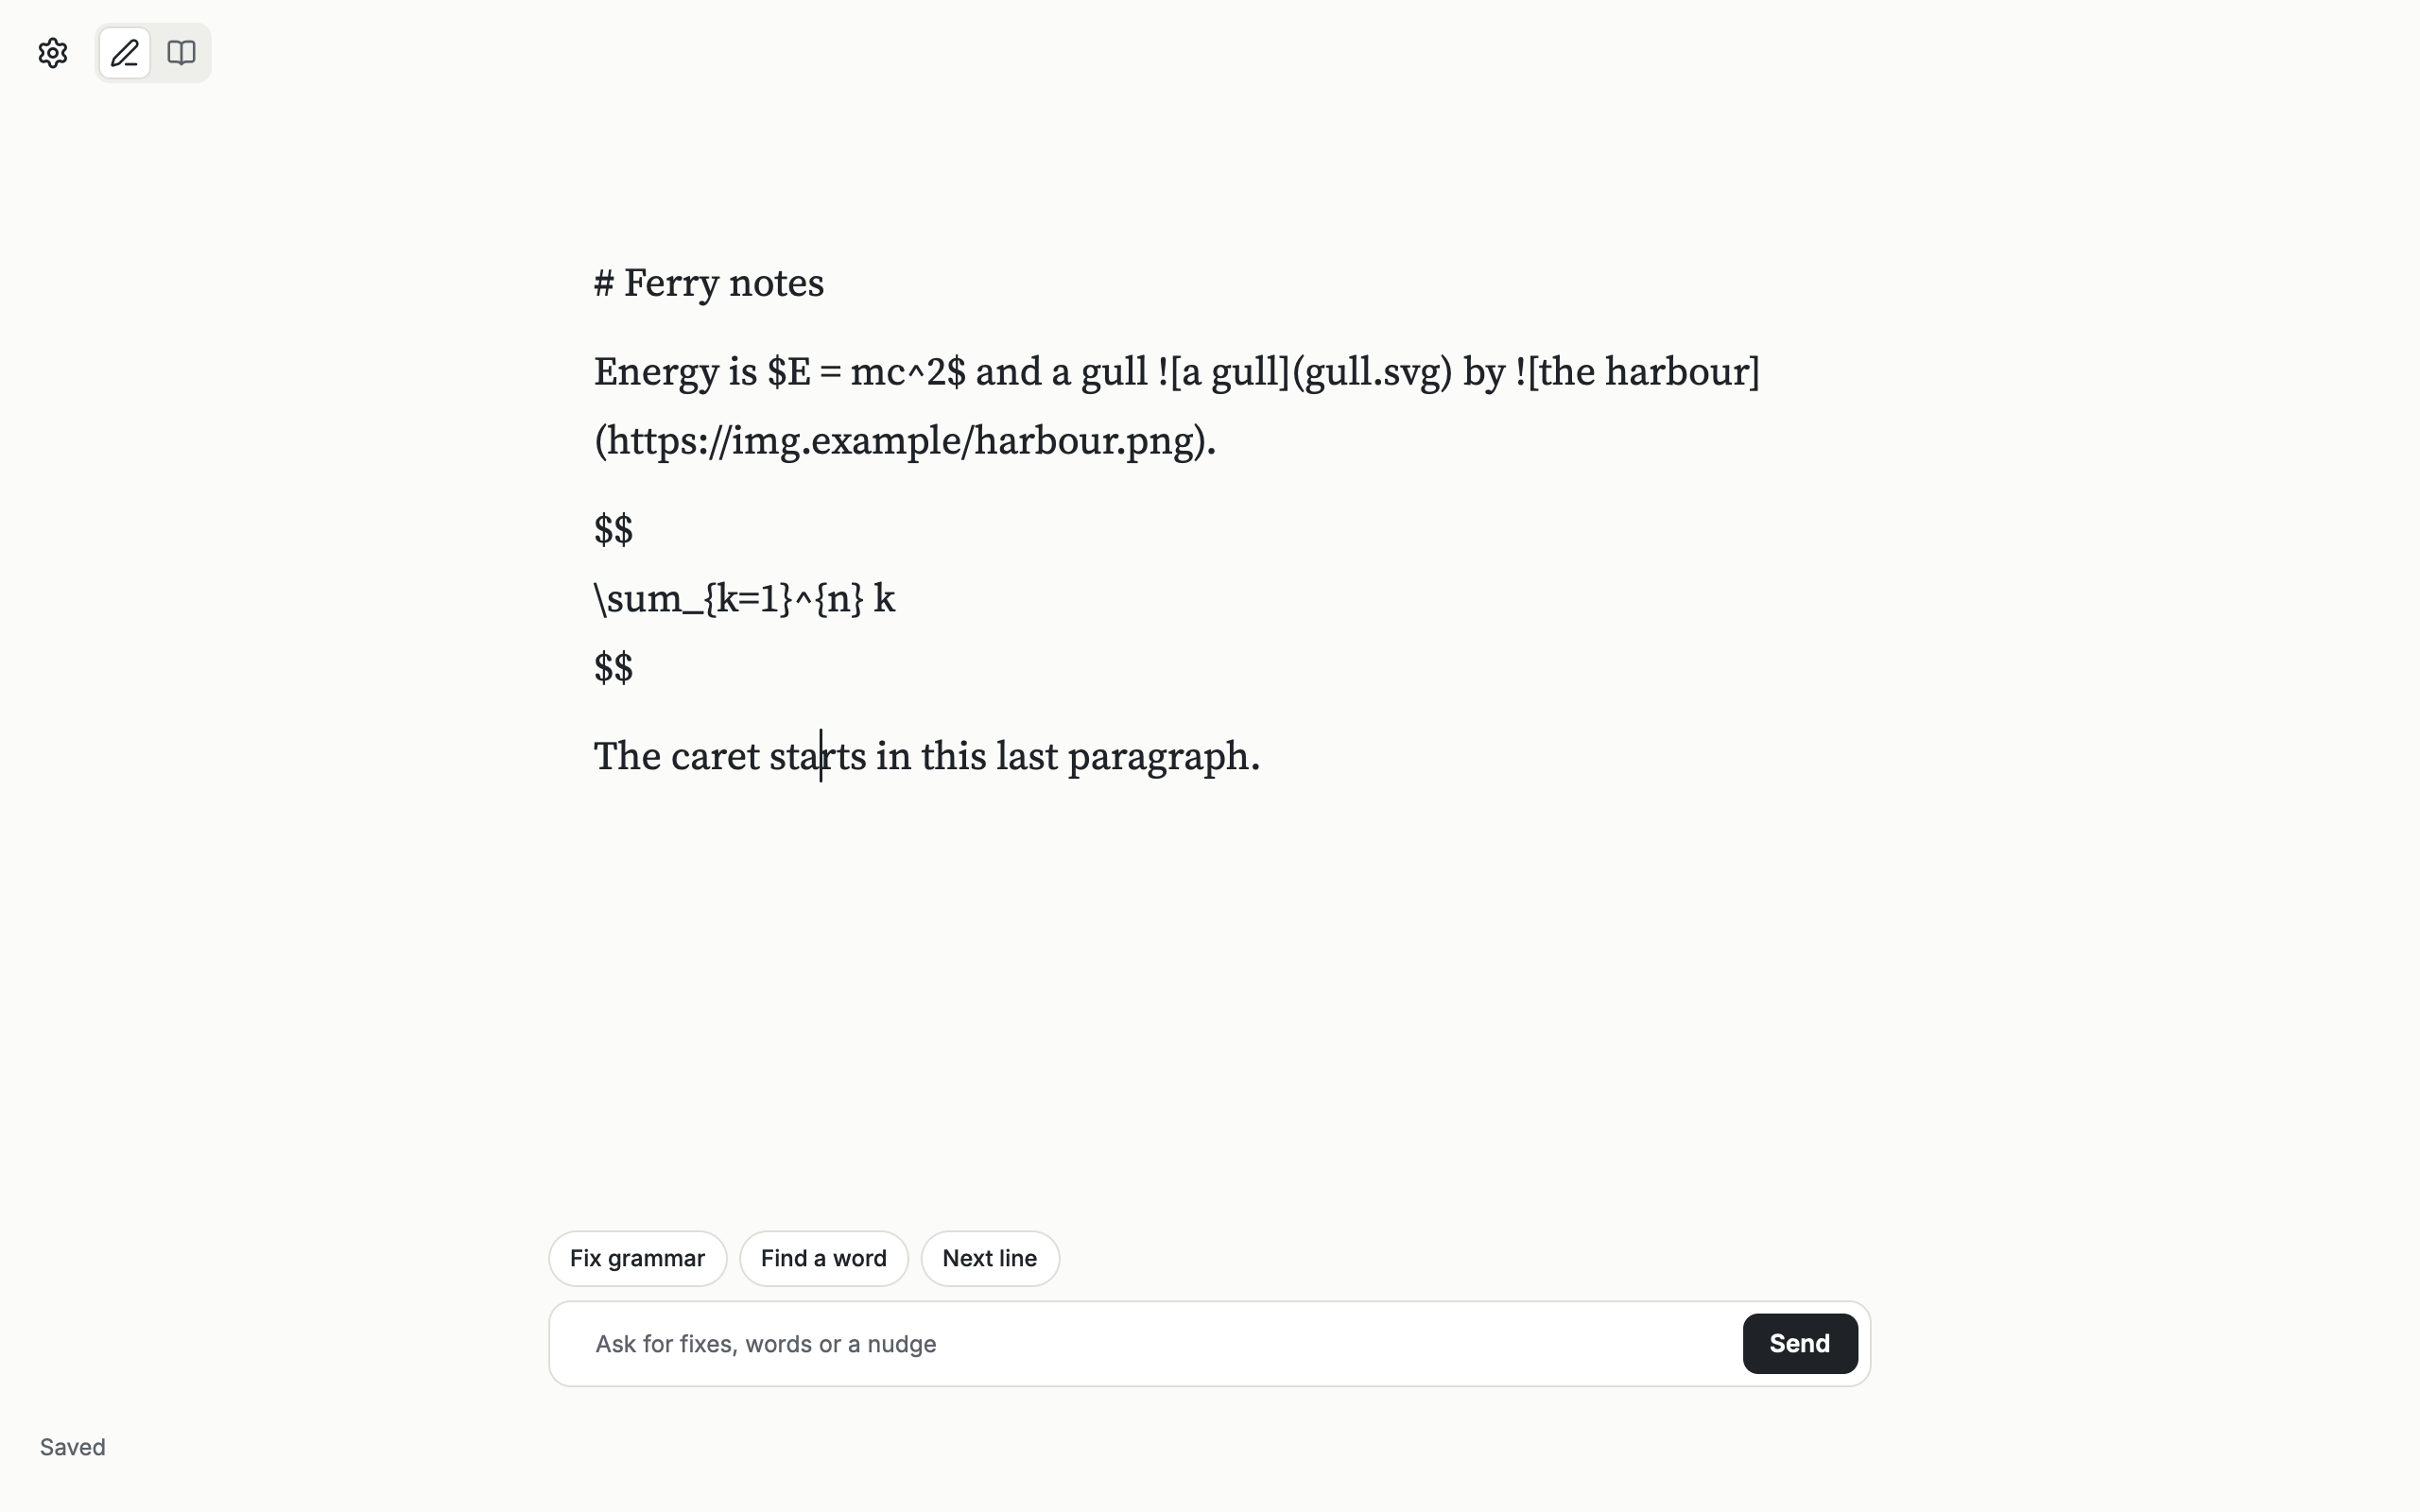 # Ferry notes
Energy is $E = mc^2$ and a gull ![a gull](gull.svg) by ![the harbour]
(https://img.example/harbour.png).
$$
\sum_{k=1}^{n} k
$$
The caret starts in this last paragraph.
Fix grammar Find a word Next line
Ask for fixes, words or a nudge Send
Saved